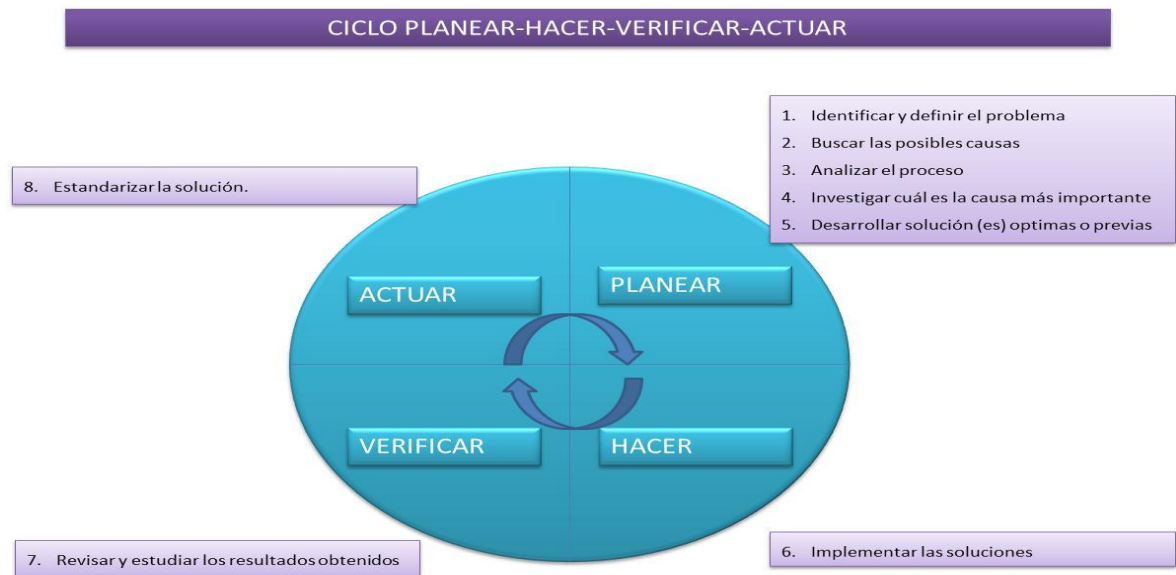 CICLO PLANEAR-HACER-VERIFICAR-ACTUAR
1. Identificar y definir el problema
2. Buscar las posibles causas
3. Analizar el proceso
4. Investigar cuál es la causa más importante
5. Desarrollar solución (es) optimas o previas
8. Estandarizar la solución.
ACTUAR
PLANEAR
VERIFICAR
HACER
7. Revisar y estudiar los resultados obtenidos
6. Implementar las soluciones